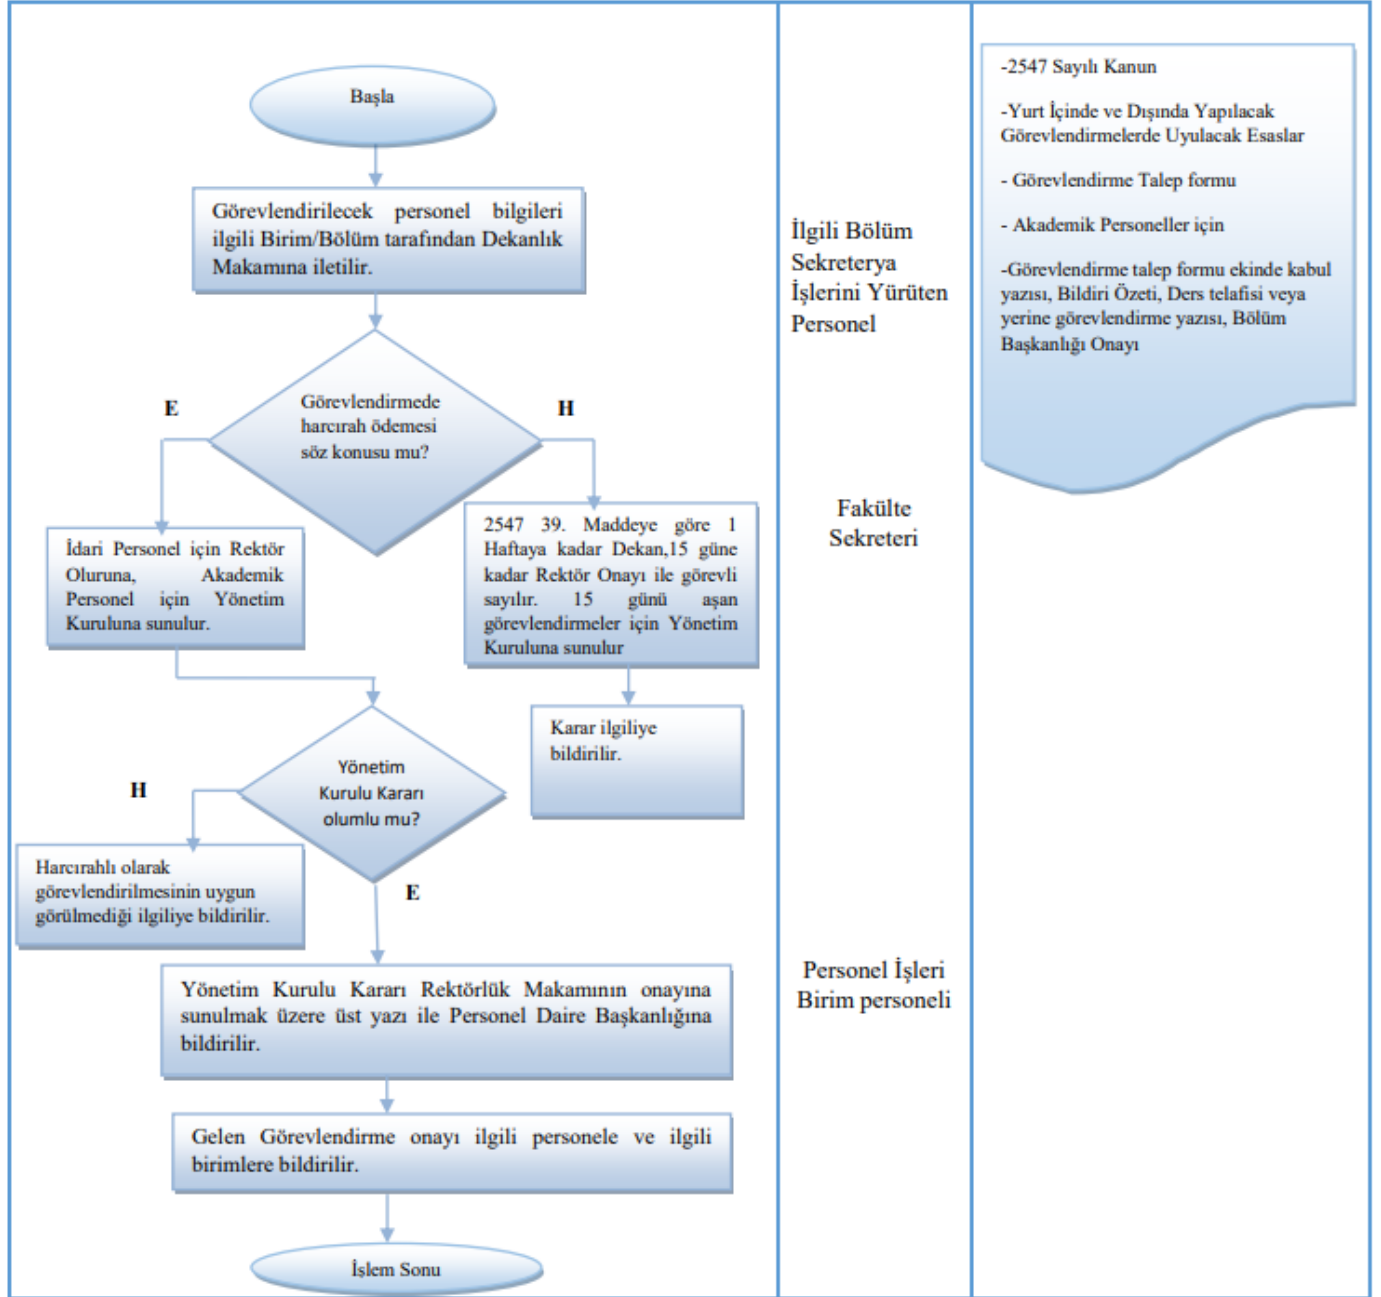 Başla
Görevlendirilecek personel bilgileri
ilgili Birim/Bölüm tarafından Dekanlık
Makamına iletilir.
E
H
Görevlendirmede
harcırah ödemesi
söz konusu mu?
İdari Personel için Rektör
Oluruna, Akademik
Personel için Yönetim
Kuruluna sunulur.
2547 39. Maddeye göre 1
Haftaya kadar Dekan,15 güne
kadar Rektör Onayı ile görevli
sayılır. 15 günü aşan
görevlendirmeler için Yönetim
Kuruluna sunulur
Karar ilgiliye
bildirilir.
Yönetim
Kurulu Kararı
olumlu mu?
H
Harcırahlı olarak
görevlendirilmesinin uygun
görülmediği ilgiliye bildirilir.
E
Yönetim Kurulu Kararı Rektörlük Makamının onayına
sunulmak üzere üst yazı ile Personel Daire Başkanlığına
bildirilir.
Gelen Görevlendirme onayı ilgili personele ve ilgili
birimlere bildirilir.
İşlem Sonu
İlgili Bölüm
Sekreterya
İşlerini Yürüten
Personel
Fakülte
Sekreteri
Personel İşleri
Birim personeli
-2547 Sayılı Kanun
-Yurt İçinde ve Dışında Yapılacak
Görevlendirmelerde Uyulacak Esaslar
- Görevlendirme Talep formu
- Akademik Personeller için
-Görevlendirme talep formu ekinde kabul
yazısı, Bildiri Özeti, Ders telafisi veya
yerine görevlendirme yazısı, Bölüm
Başkanlığı Onayı